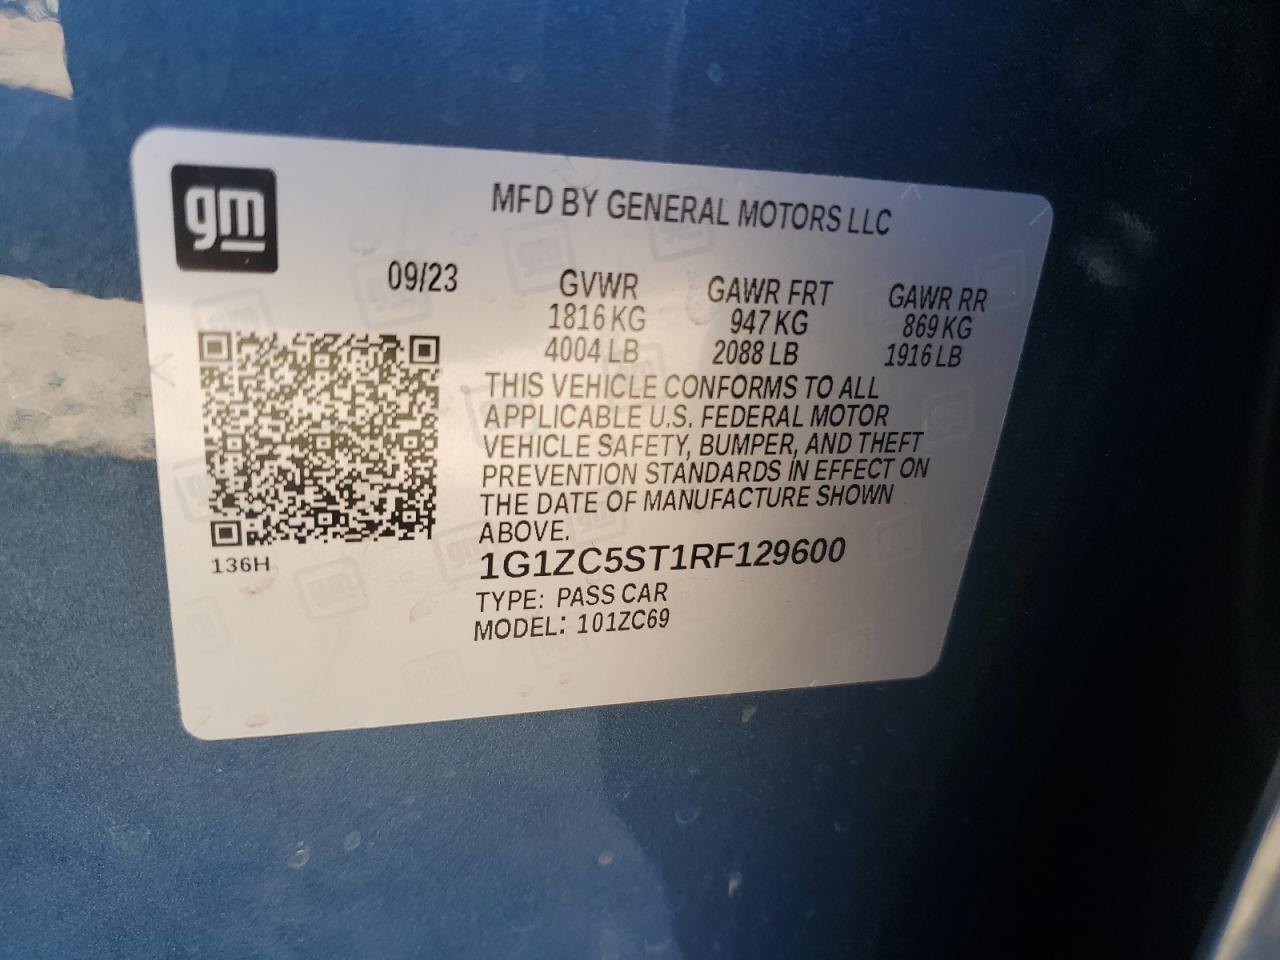 gm
MFD BY GENERAL MOTORS LLC
09/23
GVWR GAWR FRT GAWR RR
1816 KG 947 KG 869 KG
4004 LB 2088 LB 1916 LB
THIS VEHICLE CONFORMS TO ALL
APPLICABLE U.S. FEDERAL MOTOR
VEHICLE SAFETY, BUMPER, AND THEFT
PREVENTION STANDARDS IN EFFECT ON
THE DATE OF MANUFACTURE SHOWN
ABOVE.
136H
1G1ZC5ST1RF129600
TYPE: PASS CAR
MODEL: 101ZC69